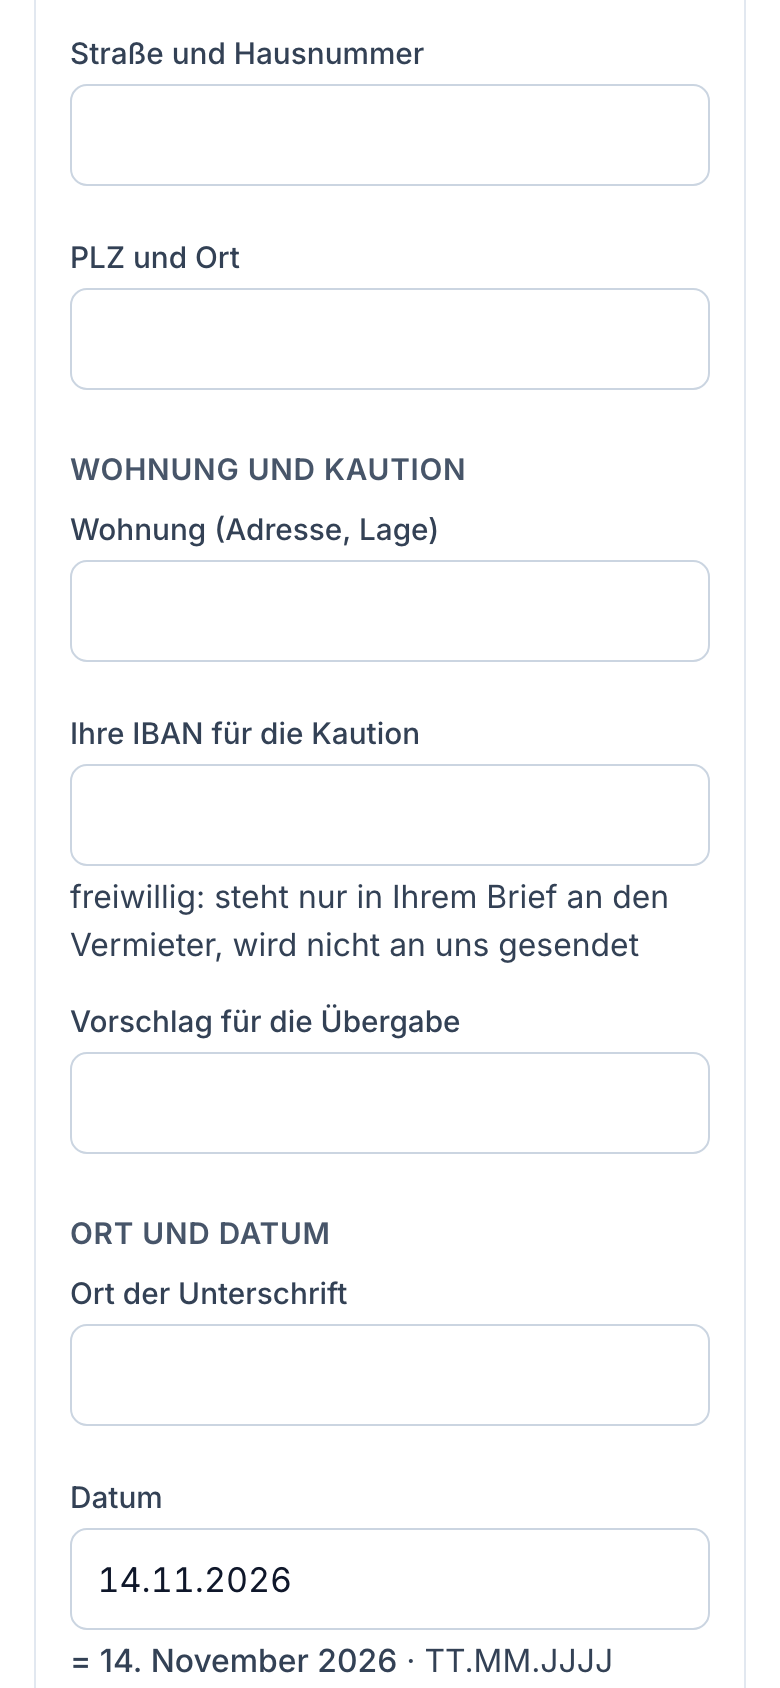 Straße und Hausnummer
PLZ und Ort
WOHNUNG UND KAUTION
Wohnung (Adresse, Lage)
Ihre IBAN für die Kaution
freiwillig: steht nur in Ihrem Brief an den
Vermieter, wird nicht an uns gesendet
Vorschlag für die Übergabe
ORT UND DATUM
Ort der Unterschrift
Datum
14.11.2026
= 14. November 2026 · TT.MM.JJJJ